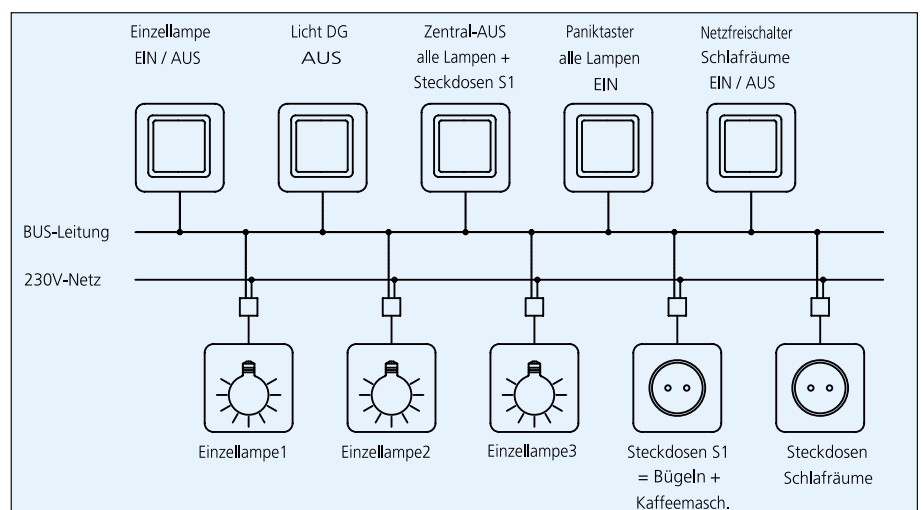 Einzellampe
EIN / AUS
Licht DG
AUS
Zentral-AUS
alle Lampen +
Steckdosen S1
Paniktaster
alle Lampen
EIN
Netzfreischalter
Schlafräume
EIN / AUS
BUS-Leitung
230V-Netz
Einzellampe1
Einzellampe2
Einzellampe3
Steckdosen S1
= Bügeln +
Kaffeemasch.
Steckdosen
Schlafräume